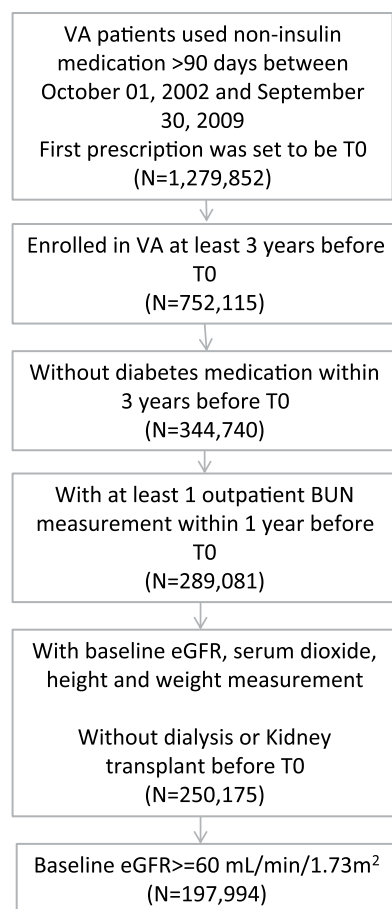 VA patients used non-insulin
medication >90 days between
October 01, 2002 and September
30, 2009
First prescription was set to be T0
(N=1,279,852)
Enrolled in VA at least 3 years before
T0
(N=752,115)
Without diabetes medication within
3 years before T0
(N=344,740)
With at least 1 outpatient BUN
measurement within 1 year before
T0
(N=289,081)
With baseline eGFR, serum dioxide,
height and weight measurement
Without dialysis or Kidney
transplant before T0
(N=250,175)
Baseline eGFR>=60 mL/min/1.73m²
(N=197,994)